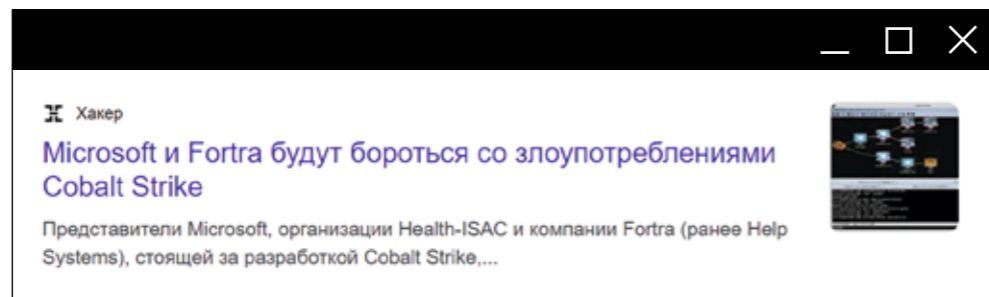 Хакер
Microsoft и Fortra будут бороться со злоупотреблениями
Cobalt Strike
Представители Microsoft, организации Health-ISAC и компании Fortra (ранее Help
Systems), стоящей за разработкой Cobalt Strike,...